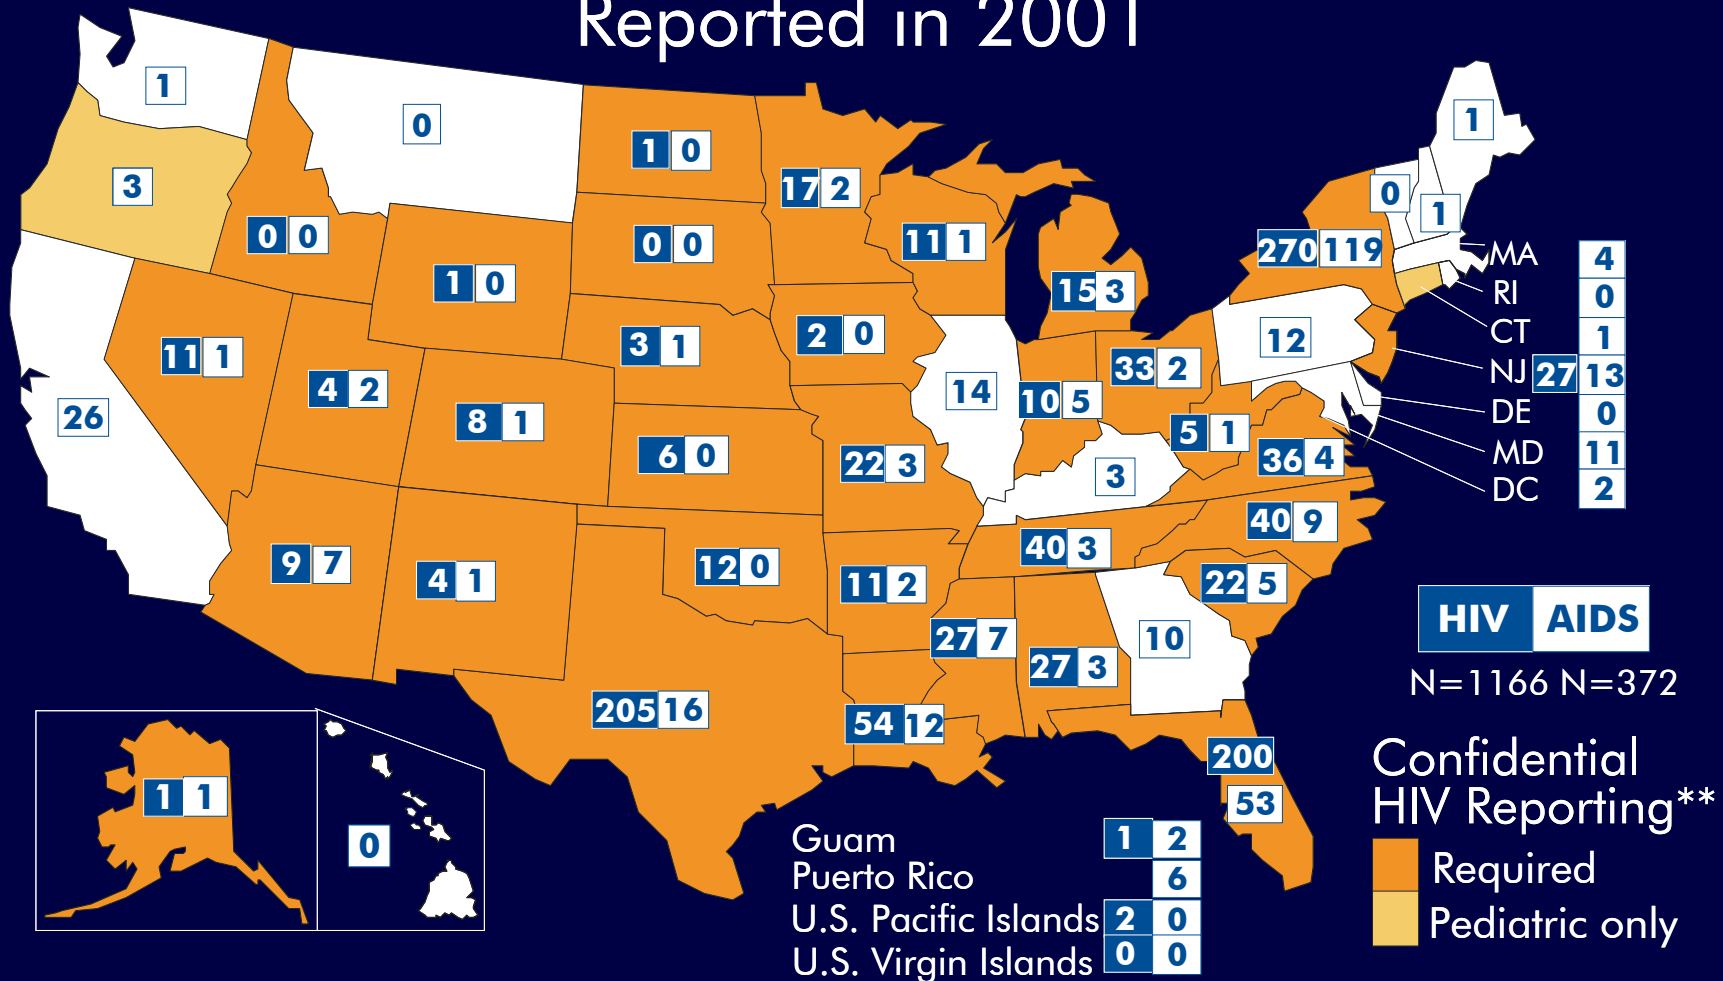 Reported in 2001
1
0
1
3
1 0
17 2
0
1
0 0
0 0
11 1
270 119
MA 4
1 0
15 3
RI 0
11 1
3 1
2 0
12
CT 1
4 2
33 2
NJ 27 13
26
8 1
14
10 5
DE 0
5 1
6 0
22 3
3
36 4
MD 11
DC 2
9 7
4 1
12 0
11 2
40 3
40 9
22 5
27 7
27 3
10
HIV AIDS
N=1166 N=372
205 16
54 12
200
53
1 1
0
Confidential
HIV Reporting**
Required
Pediatric only
Guam 1 2
Puerto Rico 6
U.S. Pacific Islands 2 0
U.S. Virgin Islands 0 0